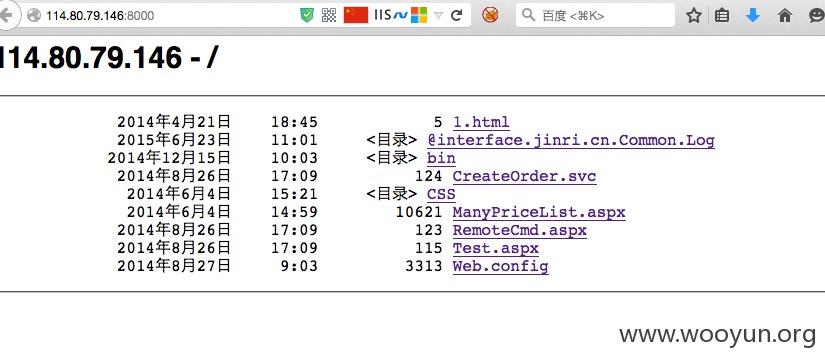 114.80.79.146:8000 IIS 百度 <⌘K>
114.80.79.146 - /
2014年4月21日 18:45 5 1.html
2015年6月23日 11:01 <目录> @interface.jinri.cn.Common.Log
2014年12月15日 10:03 <目录> bin
2014年8月26日 17:09 124 CreateOrder.svc
2014年6月4日 15:21 <目录> CSS
2014年6月4日 14:59 10621 ManyPriceList.aspx
2014年8月26日 17:09 123 RemoteCmd.aspx
2014年8月26日 17:09 115 Test.aspx
2014年8月27日 9:03 3313 Web.config
www.wooyun.org